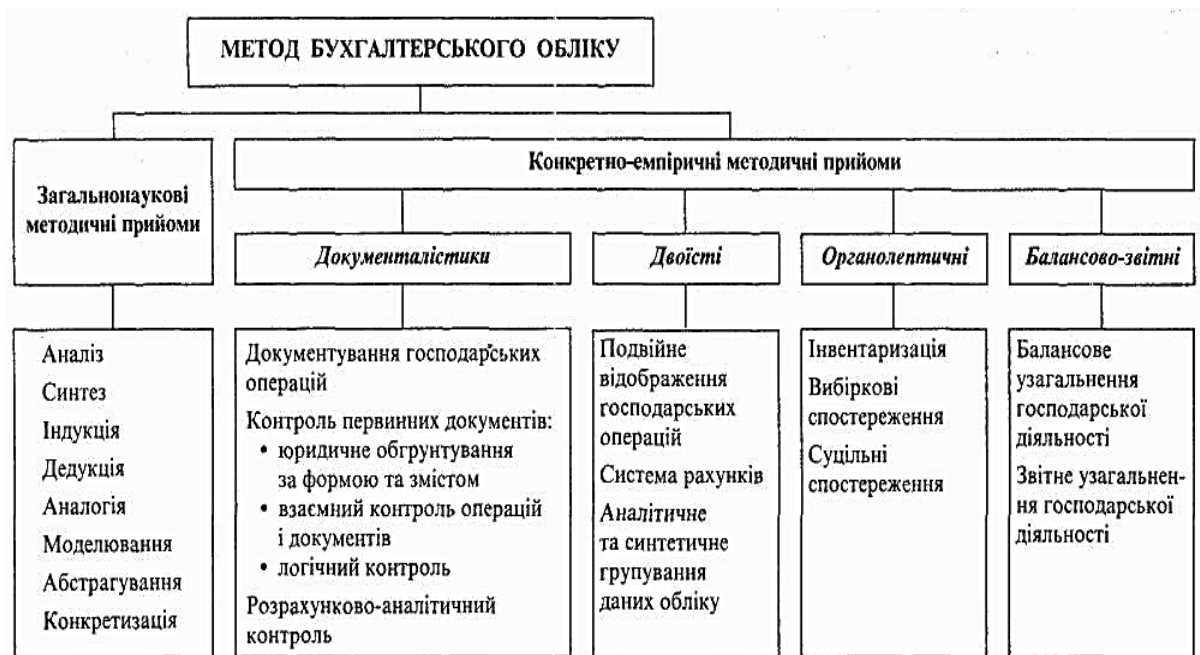 МЕТОД БУХГАЛТЕРСЬКОГО ОБЛІКУ
Загальнонаукові
методичні прийоми
Конкретно-емпіричні методичні прийоми
Документалістики
Двоїсті
Органолептичні
Балансово-звітні
Аналіз
Синтез
Індукція
Дедукція
Аналогія
Моделювання
Абстрагування
Конкретизація
Документування господарських
операцій
Контроль первинних документів:
• юридичне обгрунтування
за формою та змістом
• взаємний контроль операцій
і документів
• логічний контроль
Розрахунково-аналітичний
контроль
Подвійне
відображення
господарських
операцій
Система рахунків
Аналітичне
та синтетичне
групування
даних обліку
Інвентаризація
Вибіркові
спостереження
Суцільні
спостереження
Балансове
узагальнення
господарської
діяльності
Звітне узагальнен-
ня господарської
діяльності